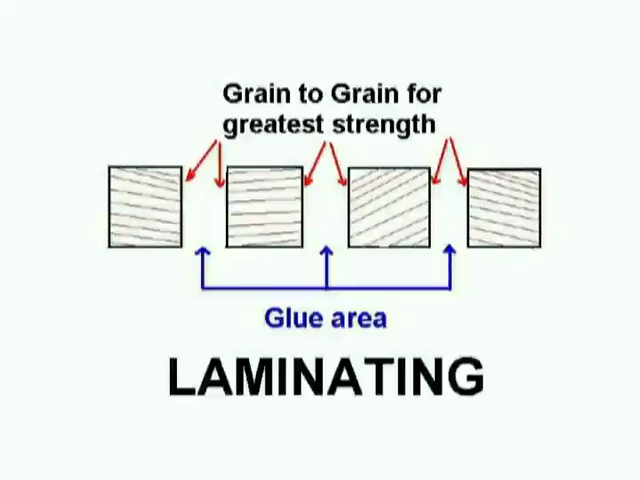 Grain to Grain for
greatest strength
Glue area
LAMINATING